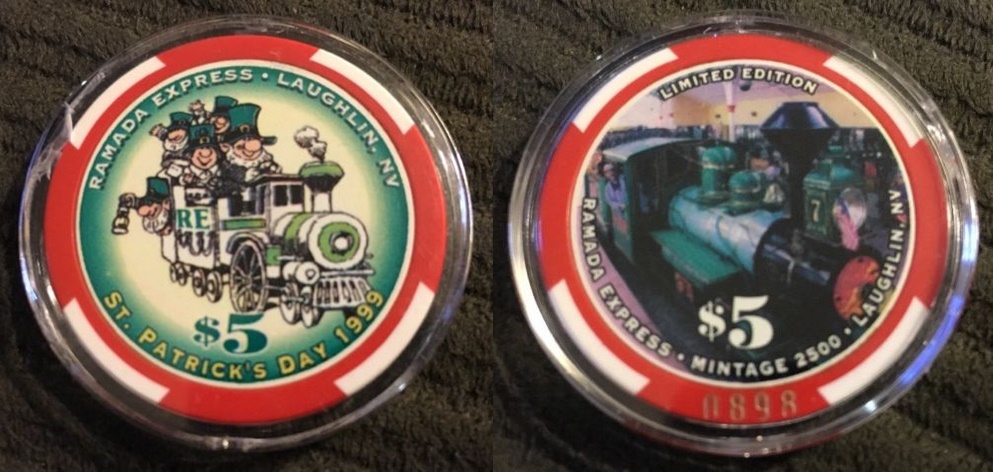 RAMADA EXPRESS • LAUGHLIN, NV
RE
$5
ST. PATRICK'S DAY 1999
LIMITED EDITION
7
$5
RAMADA EXPRESS • MINTAGE 2500 • LAUGHLIN, NV
0898